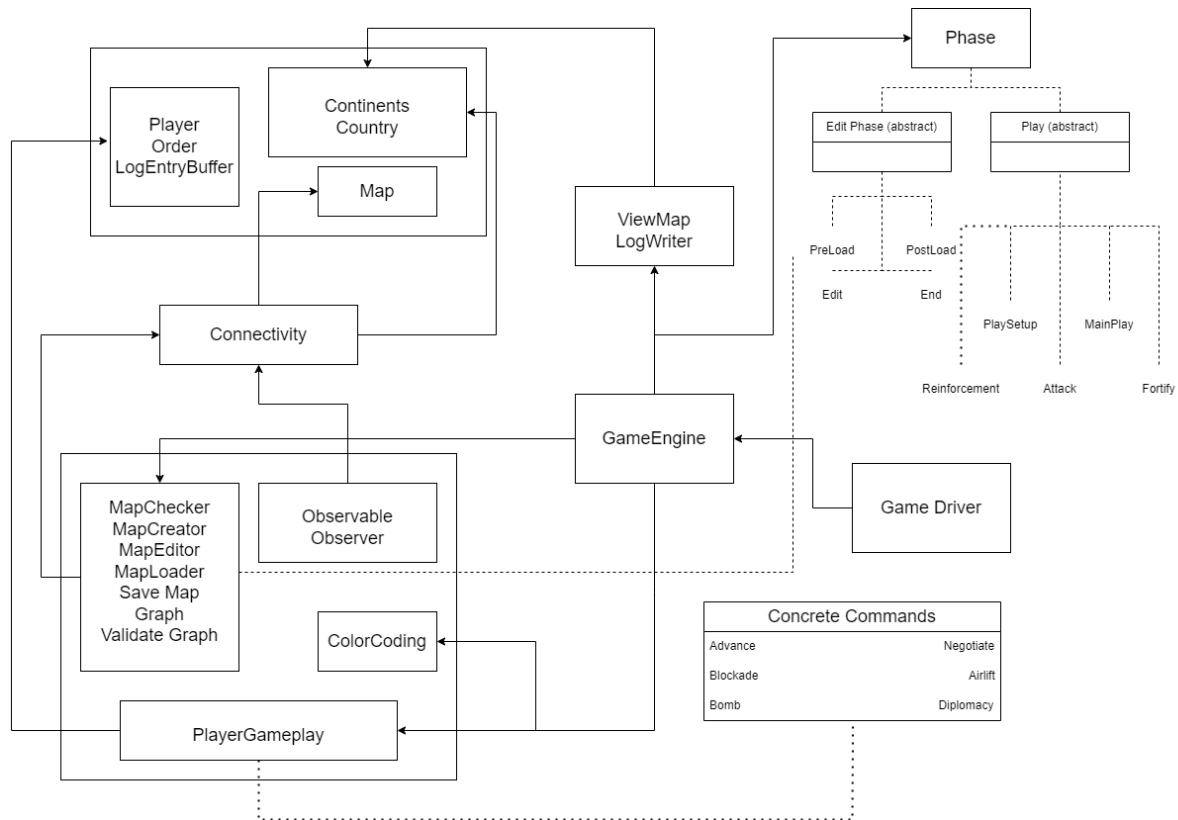 Phase
Continents
Country
Player
Order
LogEntryBuffer
Map
Edit Phase (abstract)
Play (abstract)
ViewMap
LogWriter
PreLoad
PostLoad
Edit
End
PlaySetup
MainPlay
Reinforcement
Attack
Fortify
Connectivity
GameEngine
Game Driver
MapChecker
MapCreator
MapEditor
MapLoader
Save Map
Graph
Validate Graph
Observable
Observer
ColorCoding
PlayerGameplay
Concrete Commands
Advance
Negotiate
Blockade
Airlift
Bomb
Diplomacy